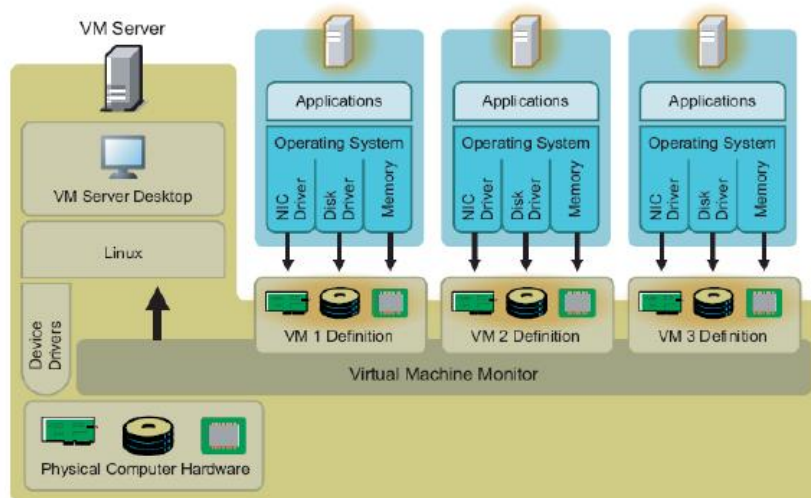 VM Server
VM Server Desktop
Linux
Device
Drivers
Physical Computer Hardware
Applications
Operating System
NIC
Driver
Disk
Driver
Memory
VM 1 Definition
Applications
Operating System
NIC
Driver
Disk
Driver
Memory
VM 2 Definition
Applications
Operating System
NIC
Driver
Disk
Driver
Memory
VM 3 Definition
Virtual Machine Monitor